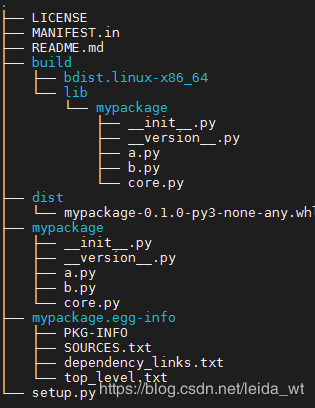 .
├── LICENSE
├── MANIFEST.in
├── README.md
├── build
│   ├── bdist.linux-x86_64
│   └── lib
│       └── mypackage
│           ├── __init__.py
│           ├── __version__.py
│           ├── a.py
│           ├── b.py
│           └── core.py
├── dist
│   └── mypackage-0.1.0-py3-none-any.whl
├── mypackage
│   ├── __init__.py
│   ├── __version__.py
│   ├── a.py
│   ├── b.py
│   └── core.py
├── mypackage.egg-info
│   ├── PKG-INFO
│   ├── SOURCES.txt
│   ├── dependency_links.txt
│   └── top_level.txt
└── setup.py
https://blog.csdn.net/leida_wt